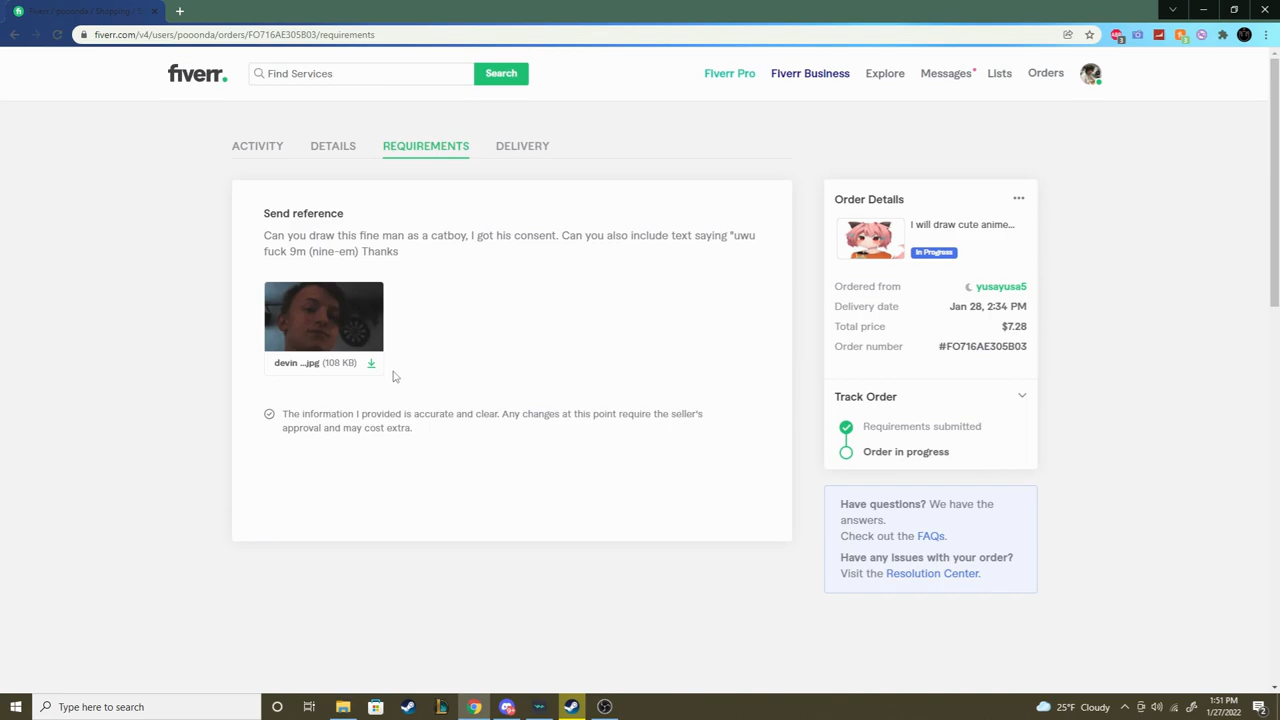 fiverr.com/v4/users/pooonda/orders/FO716AE305B03/requirements
fiverr.
Find Services
Search
Fiverr Pro
Fiverr Business
Explore
Messages
Lists
Orders
ACTIVITY
DETAILS
REQUIREMENTS
DELIVERY
Send reference
Can you draw this fine man as a catboy, I got his consent. Can you also include text saying "uwu
fuck 9m (nine-em) Thanks
devin ...jpg (108 KB)
The information I provided is accurate and clear. Any changes at this point require the seller's
approval and may cost extra.
Order Details
I will draw cute anime...
In Progress
Ordered from yusayusa5
Delivery date Jan 28, 2:34 PM
Total price $7.28
Order number #FO716AE305B03
Track Order
Requirements submitted
Order in progress
Have questions? We have the
answers.
Check out the FAQs.
Have any issues with your order?
Visit the Resolution Center.
Type here to search
25°F Cloudy
1:51 PM
1/27/2022